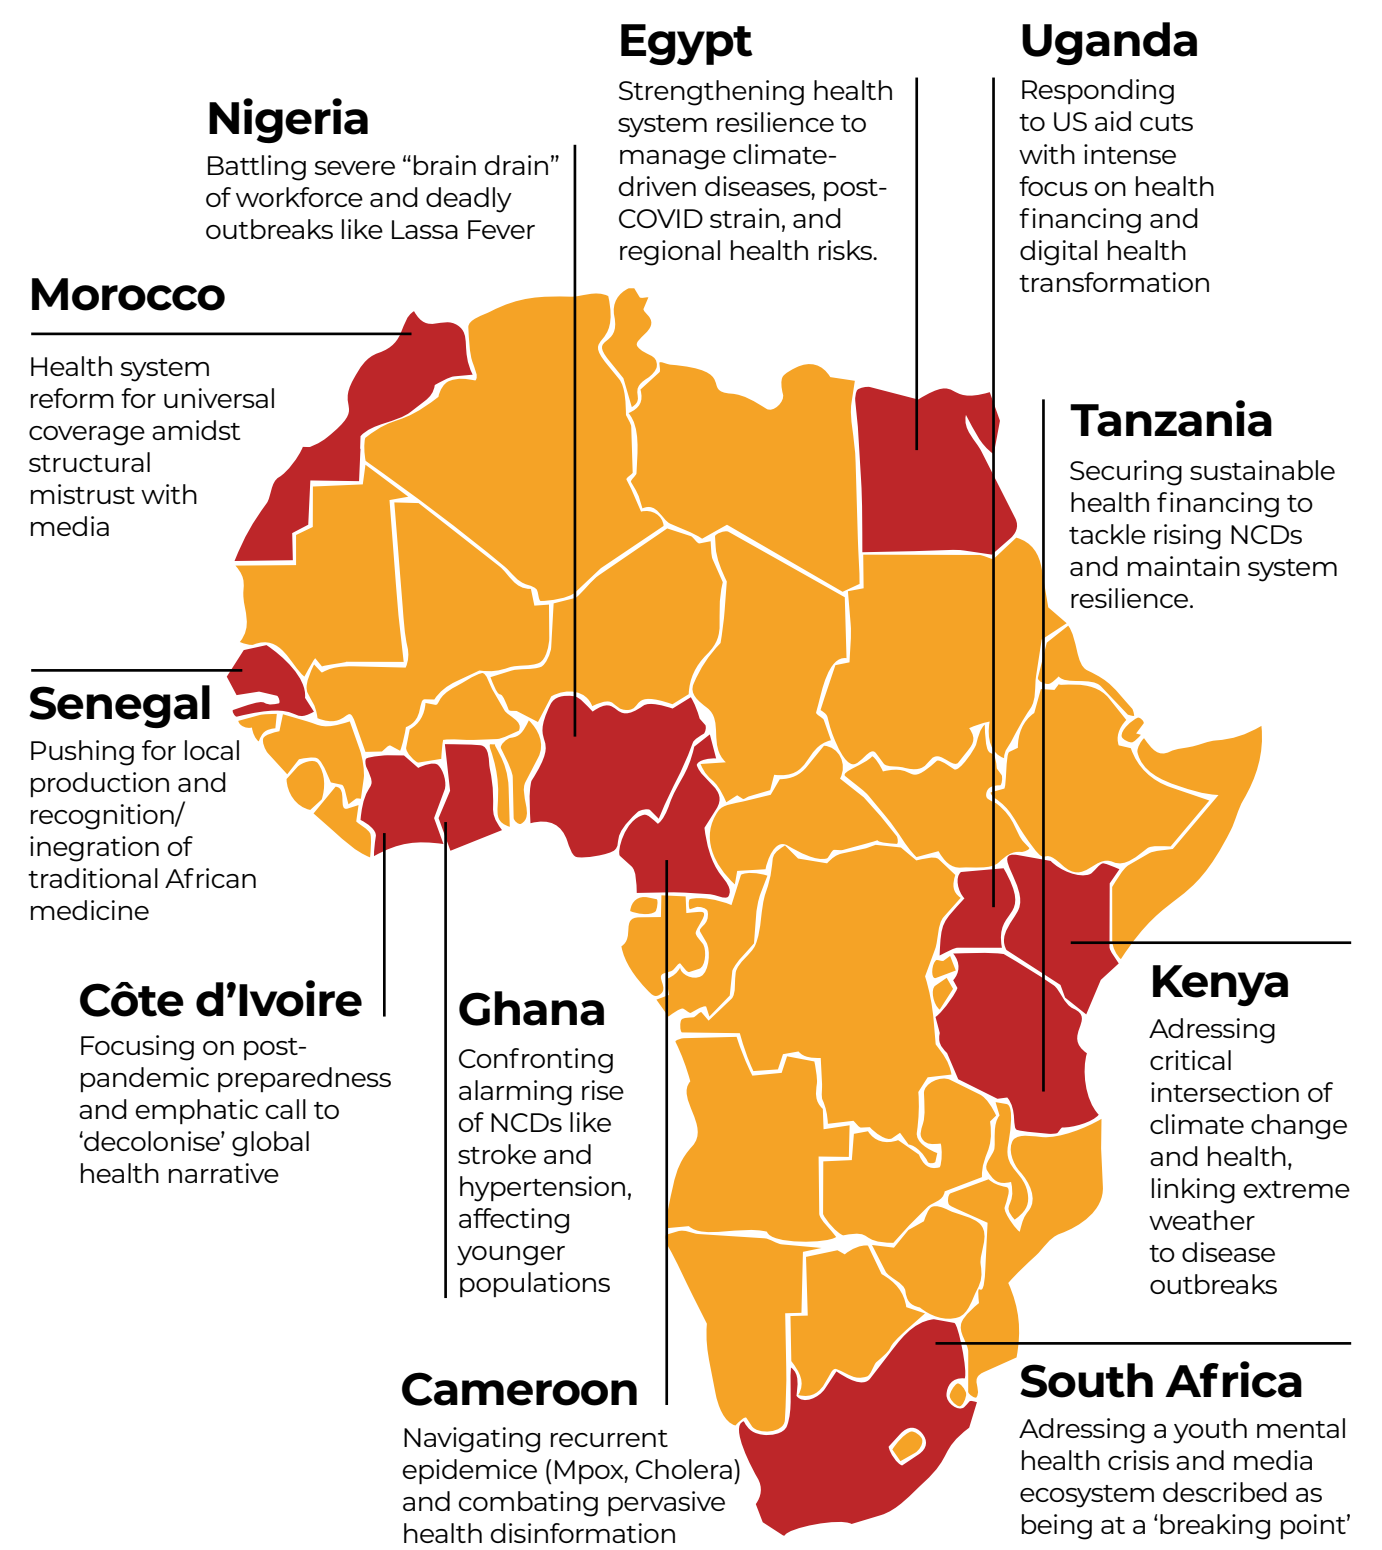 Egypt
Strengthening health
system resilience to
manage climate-
driven diseases, post-
COVID strain, and
regional health risks.
Uganda
Responding
to US aid cuts
with intense
focus on health
financing and
digital health
transformation
Nigeria
Battling severe “brain drain”
of workforce and deadly
outbreaks like Lassa Fever
Morocco
Health system
reform for universal
coverage amidst
structural
mistrust with
media
Tanzania
Securing sustainable
health financing to
tackle rising NCDs
and maintain system
resilience.
Senegal
Pushing for local
production and
recognition/
inegration of
traditional African
medicine
Côte d’Ivoire
Focusing on post-
pandemic preparedness
and emphatic call to
‘decolonise’ global
health narrative
Ghana
Confronting
alarming rise
of NCDs like
stroke and
hypertension,
affecting
younger
populations
Kenya
Adressing
critical
intersection of
climate change
and health,
linking extreme
weather
to disease
outbreaks
Cameroon
Navigating recurrent
epidemice (Mpox, Cholera)
and combating pervasive
health disinformation
South Africa
Adressing a youth mental
health crisis and media
ecosystem described as
being at a ‘breaking point’